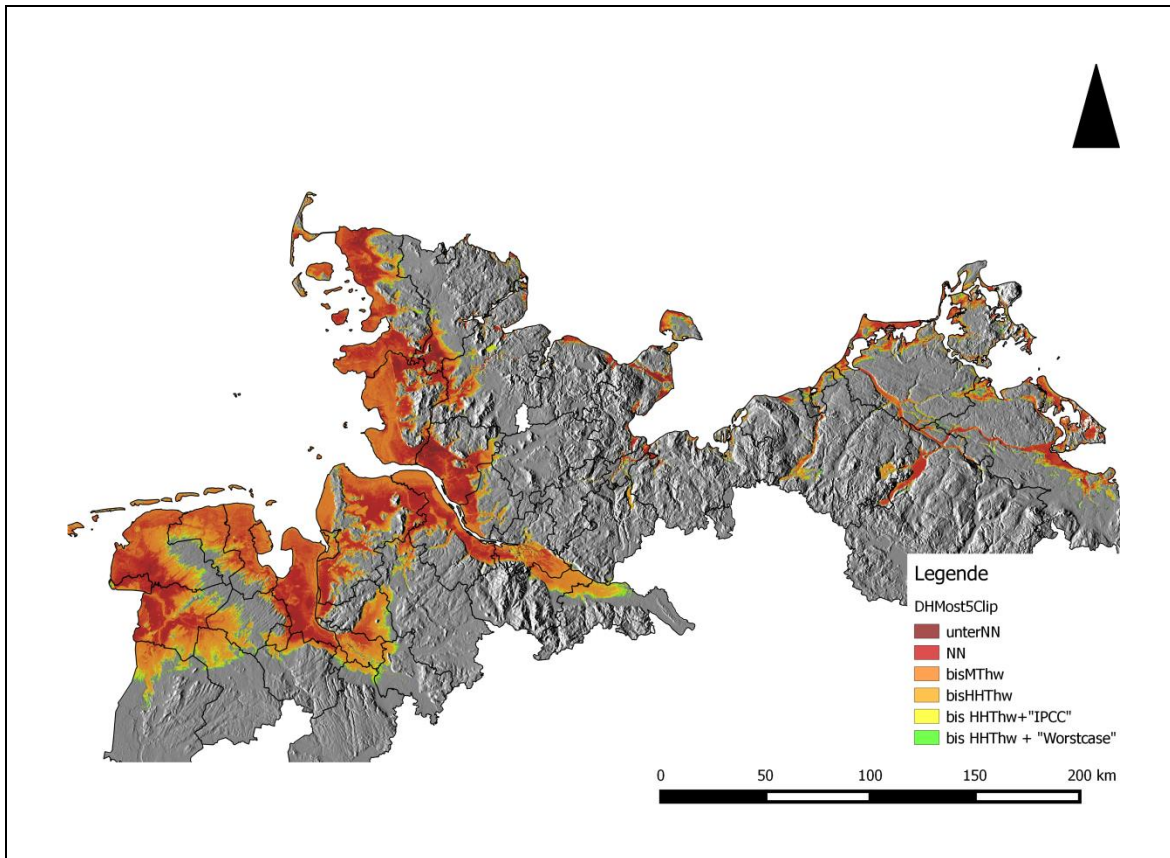 Legende
DHMost5Clip
unterNN
NN
bisMThw
bisHHThw
bis HHThw+"IPCC"
bis HHThw + "Worstcase"
0 50 100 150 200 km